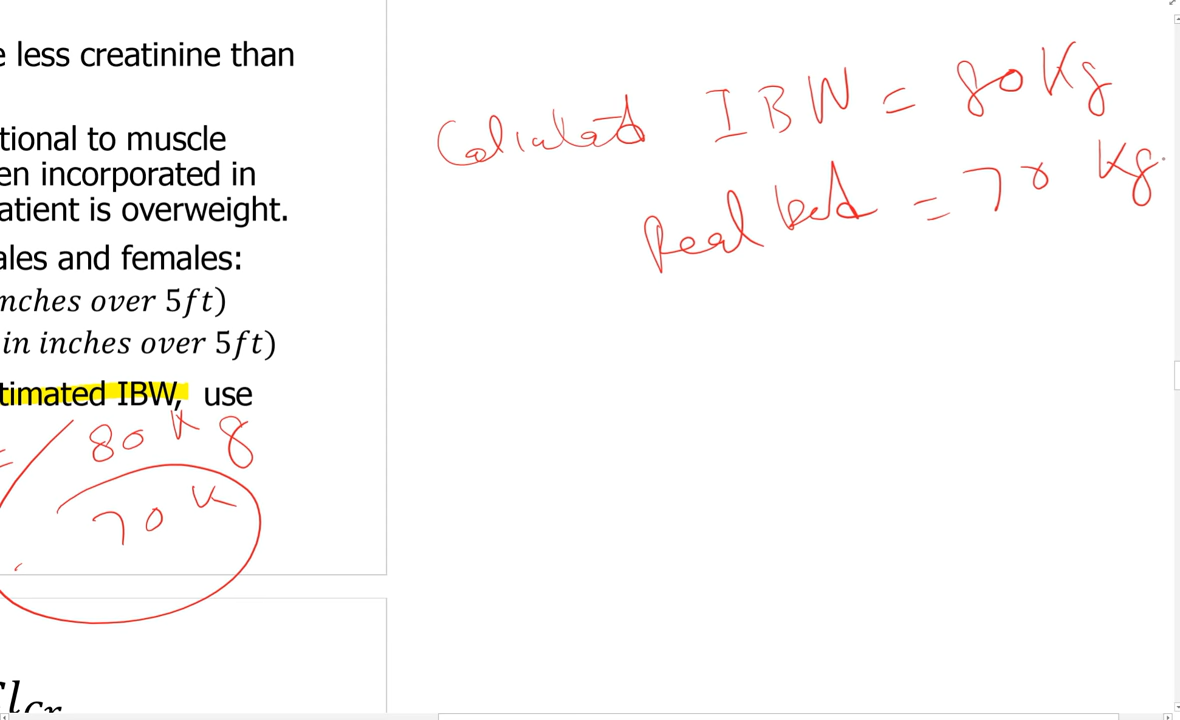 e less creatinine than
tional to muscle
en incorporated in
atient is overweight.
ales and females:
nches over 5ft)
in inches over 5ft)
timated IBW, use
= 80 Kg
70 K
Calculated IBW = 80 Kg
Real = 70 Kg
Cl_Cr